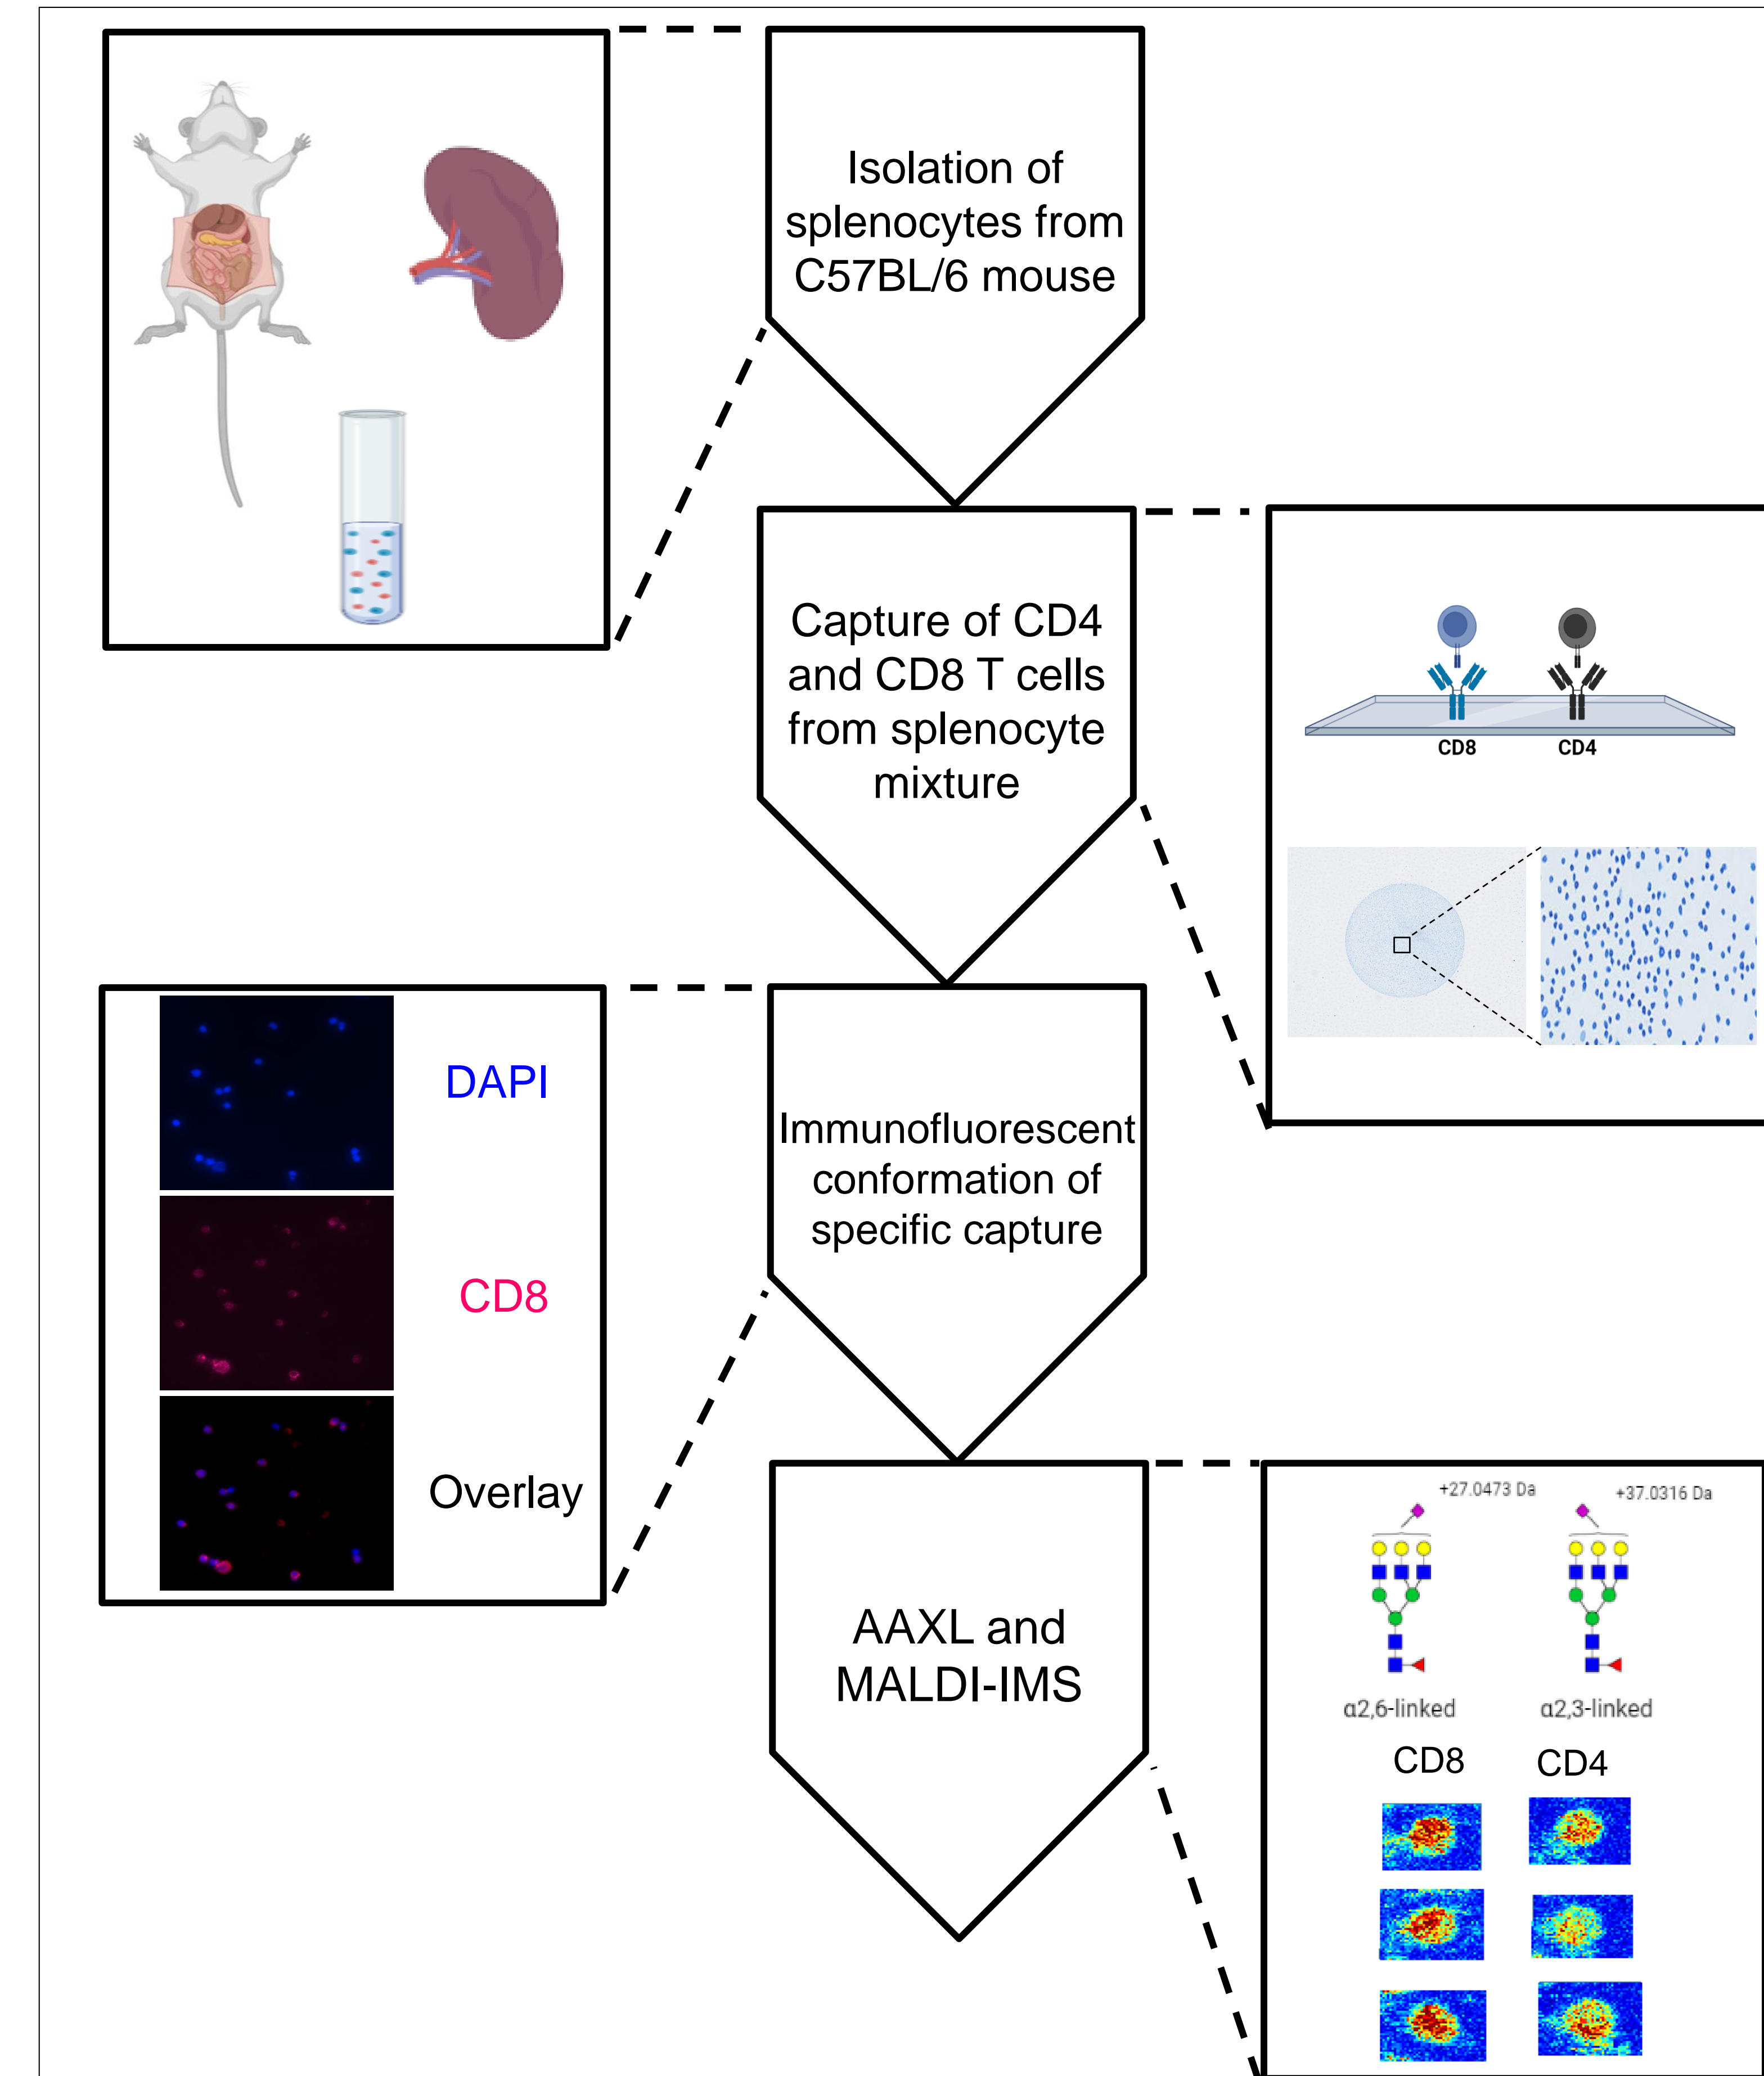 Isolation of
splenocytes from
C57BL/6 mouse
Capture of CD4
and CD8 T cells
from splenocyte
mixture
CD8
CD4
DAPI
CD8
Overlay
Immunofluorescent
conformation of
specific capture
AAXL and
MALDI-IMS
+27.0473 Da
+37.0316 Da
α2,6-linked
α2,3-linked
CD8
CD4